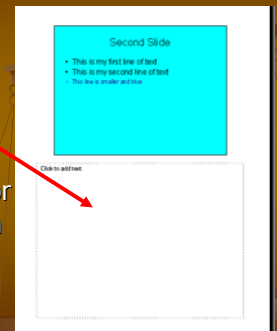 Second Slide
• This is my first line of text
• This is my second line of text
• This line is smaller and blue
Click to add text
or